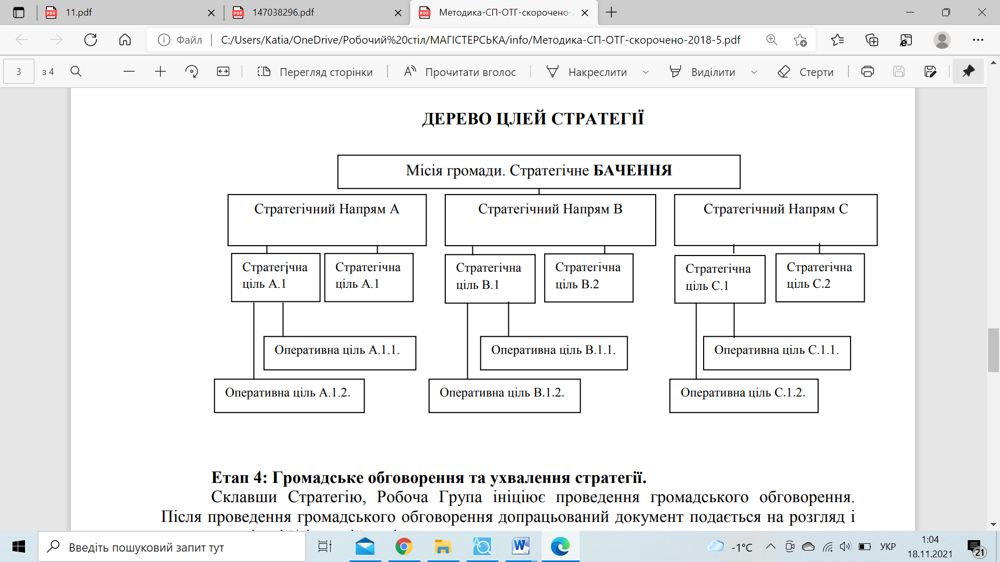 11.pdf
147038296.pdf
Методика-СП-ОТГ-скорочено-2
Файл
C:/Users/Katia/OneDrive/Робочий%20стіл/МАГІСТЕРСЬКА/info/Методика-СП-ОТГ-скорочено-2018-5.pdf
3 з 4 Перегляд сторінки Прочитати вголос Накреслити Виділити Стерти
ДЕРЕВО ЦЛЕЙ СТРАТЕГІЇ
Місія громади. Стратегічне БАЧЕННЯ
Стратегічний Напрям А
Стратегічний Напрям В
Стратегічний Напрям С
Стратегічна
ціль А.1
Стратегічна
ціль А.1
Стратегічна
ціль В.1
Стратегічна
ціль В.2
Стратегічна
ціль С.1
Стратегічна
ціль С.2
Оперативна ціль А.1.1.
Оперативна ціль В.1.1.
Оперативна ціль С.1.1.
Оперативна ціль А.1.2.
Оперативна ціль В.1.2.
Оперативна ціль С.1.2.
Етап 4: Громадське обговорення та ухвалення стратегії.
Склавши Стратегію, Робоча Група ініціює проведення громадського обговорення.
Після проведення громадського обговорення допрацьований документ подається на розгляд і
Введіть пошуковий запит тут
-1°C
УКР
1:04
18.11.2021
21